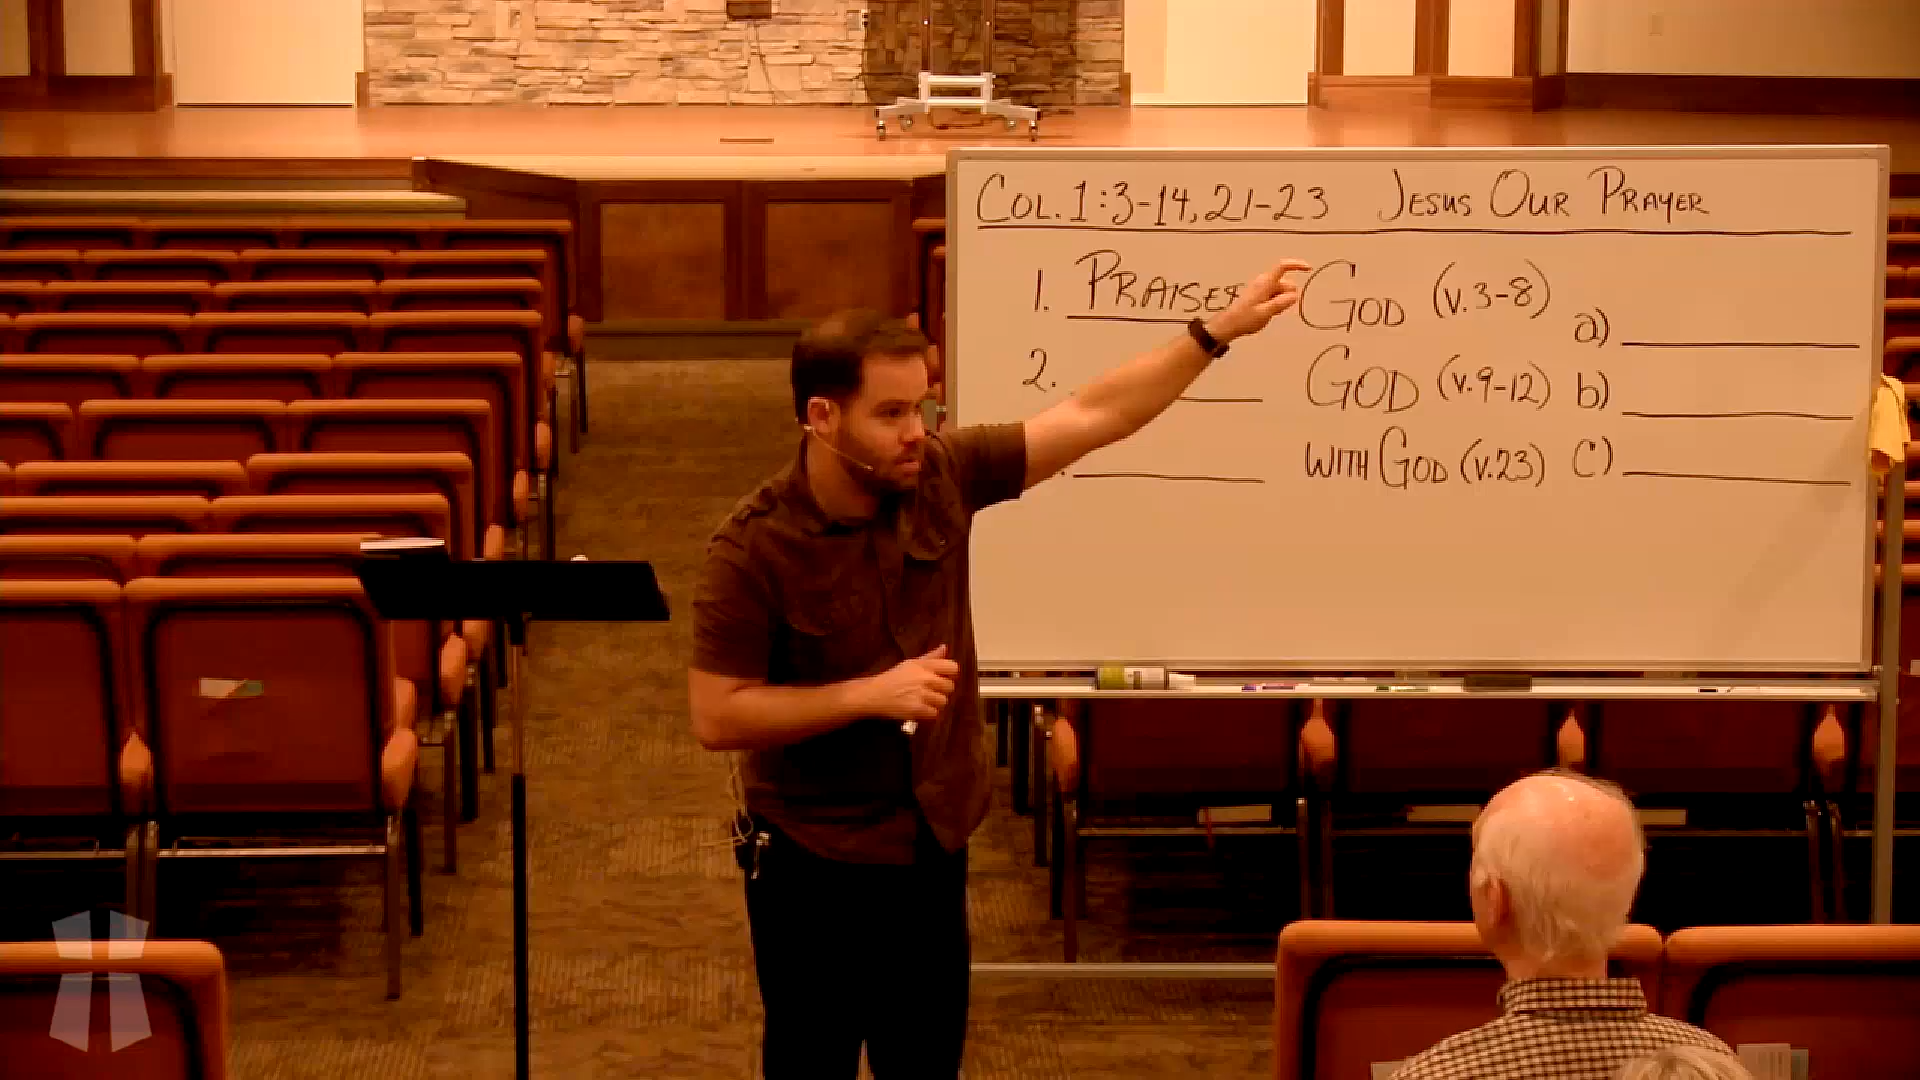 COL. 1:3-14, 21-23 JESUS OUR PRAYER
1. PRAISES GOD (v.3-8) a)
2. GOD (v.9-12) b)
WITH GOD (v.23) c)